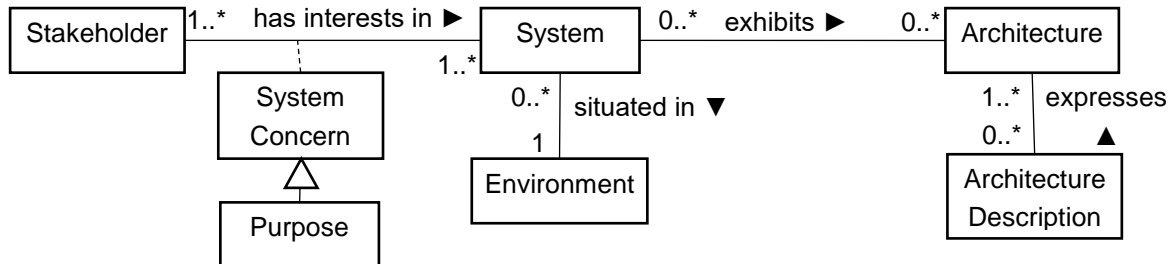 1..* has interests in ► 0..* exhibits ► 0..*
Stakeholder System Architecture
1..*
System
Concern
0..* situated in ▼
1
1..* expresses
0..* ▲
Environment
Architecture
Description
Purpose